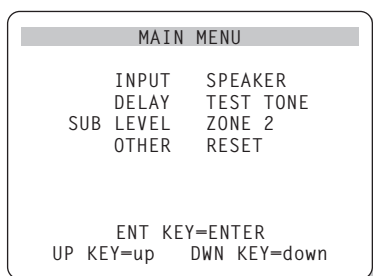 MAIN MENU
INPUT SPEAKER
DELAY TEST TONE
SUB LEVEL ZONE 2
OTHER RESET
ENT KEY=ENTER
UP KEY=up DWN KEY=down